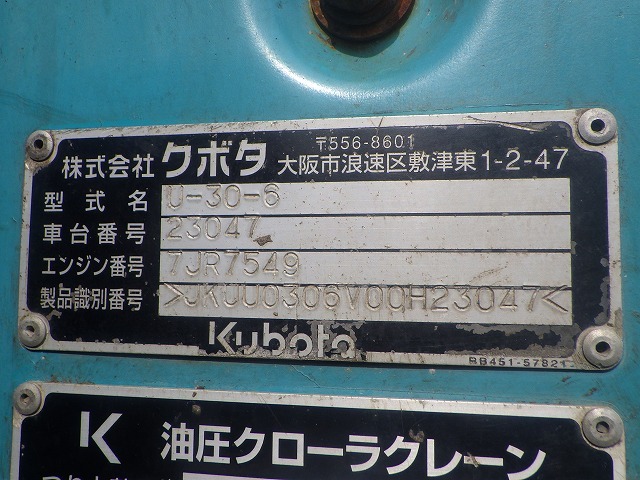 株式会社 クボタ 〒556-8601
大阪市浪速区敷津東1-2-47
型式名 U-30-6
車台番号 23047
エンジン番号 7JR7549
製品識別番号 >JKUU0306V00H23047<
Kubota
RB451-57821
K 油圧クローラクレーン